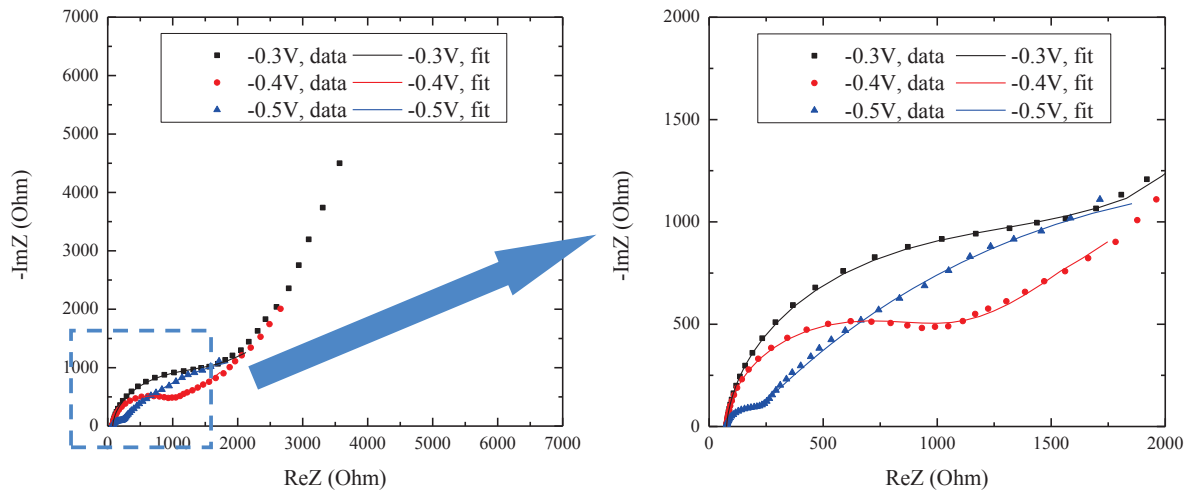 7000
6000
5000
4000
3000
2000
1000
0
-ImZ (Ohm)
-0.3V, data -0.3V, fit
-0.4V, data -0.4V, fit
-0.5V, data -0.5V, fit
0 1000 2000 3000 4000 5000 6000 7000
ReZ (Ohm)
2000
1500
1000
500
0
-ImZ (Ohm)
-0.3V, data -0.3V, fit
-0.4V, data -0.4V, fit
-0.5V, data -0.5V, fit
0 500 1000 1500 2000
ReZ (Ohm)